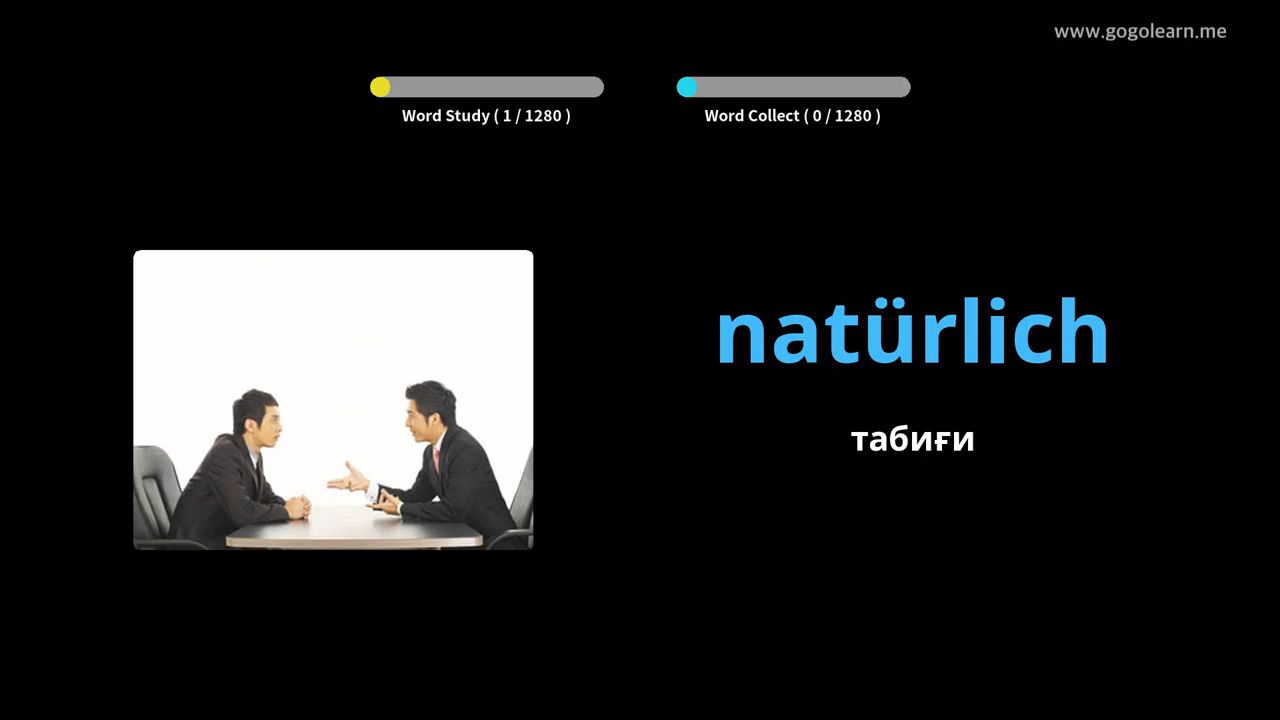 www.gogolearn.me
Word Study ( 1 / 1280 )
Word Collect ( 0 / 1280 )
natürlich
табиғи